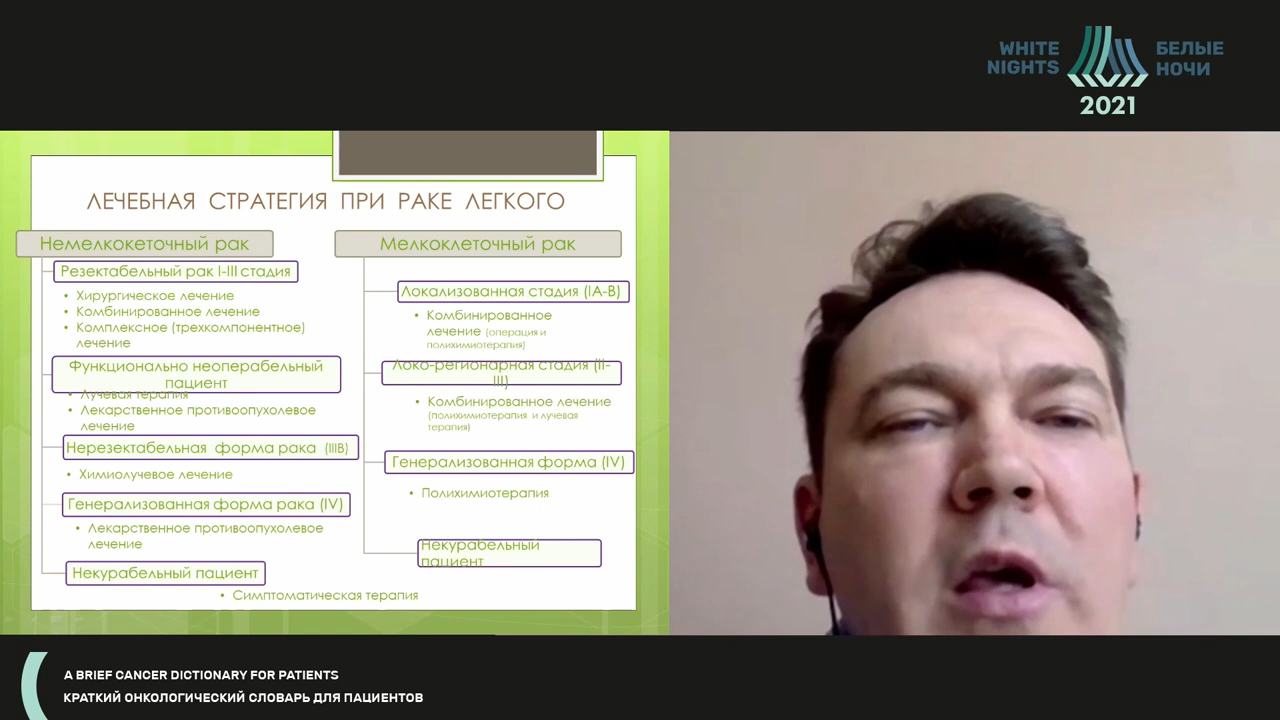 WHITE
NIGHTS
БЕЛЫЕ
НОЧИ
2021
ЛЕЧЕБНАЯ СТРАТЕГИЯ ПРИ РАКЕ ЛЕГКОГО
Немелкокеточный рак
Резектабельный рак I-III стадия
• Хирургическое лечение
• Комбинированное лечение
• Комплексное (трехкомпонентное)
лечение
Функционально неоперабельный
пациент
• Лучевая терапия
• Лекарственное противоопухолевое
лечение
Нерезектабельная форма рака (IIIB)
• Химиолучевое лечение
Генерализованная форма рака (IV)
• Лекарственное противоопухолевое
лечение
Некурабельный пациент
Мелкоклеточный рак
Локализованная стадия (IA-B)
• Комбинированное
лечение (операция и
полихимиотерапия)
Локо-регионарная стадия (II-
III)
• Комбинированное лечение
(полихимиотерапия и лучевая
терапия)
Генерализованная форма (IV)
• Полихимиотерапия
Некурабельный
пациент
• Симптоматическая терапия
A BRIEF CANCER DICTIONARY FOR PATIENTS
КРАТКИЙ ОНКОЛОГИЧЕСКИЙ СЛОВАРЬ ДЛЯ ПАЦИЕНТОВ